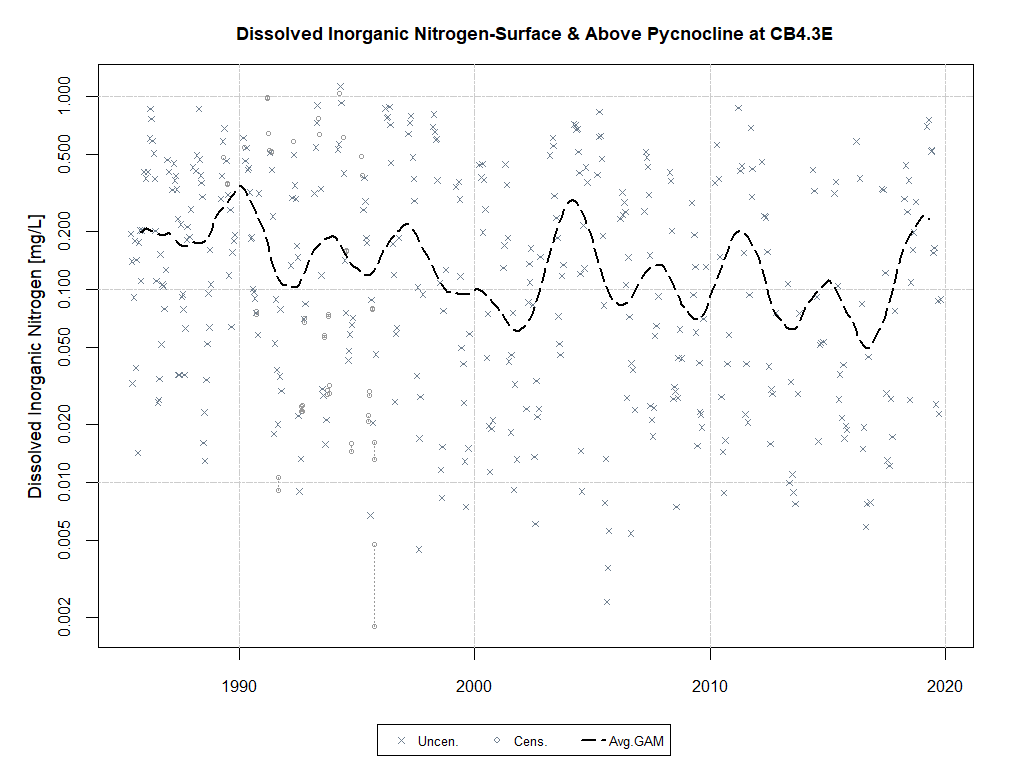 Dissolved Inorganic Nitrogen-Surface & Above Pycnocline at CB4.3E
Dissolved Inorganic Nitrogen [mg/L]
1.000
0.500
0.200
0.100
0.050
0.020
0.010
0.005
0.002
1990
2000
2010
2020
Uncen.
Cens.
Avg.GAM